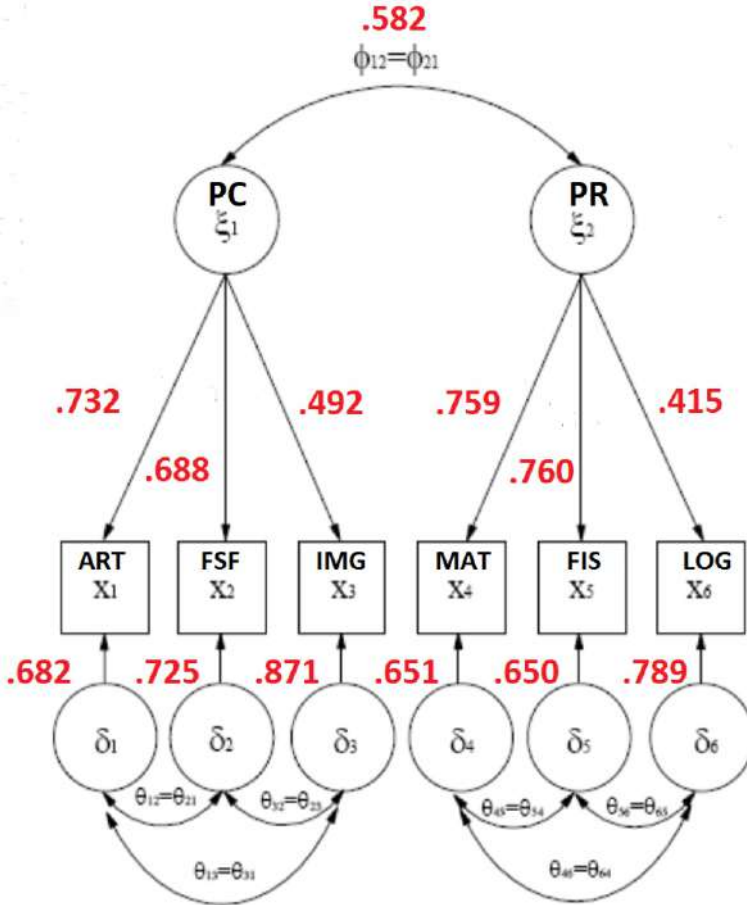 .582
ϕ12=ϕ21
PC PR
ξ1 ξ2
.732 .492 .759 .415
.688 .760
ART FSF IMG MAT FIS LOG
X1 X2 X3 X4 X5 X6
.682 .725 .871 .651 .650 .789
δ1 δ2 δ3 δ4 δ5 δ6
θ12=θ21 θ32=θ23 θ45=θ54 θ56=θ65
θ13=θ31 θ46=θ64